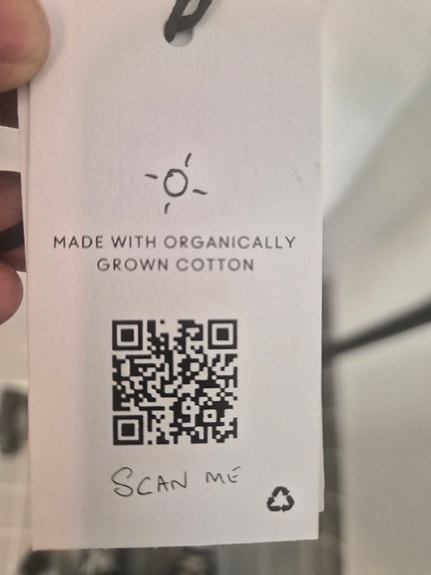 MADE WITH ORGANICALLY
GROWN COTTON
SCAN ME